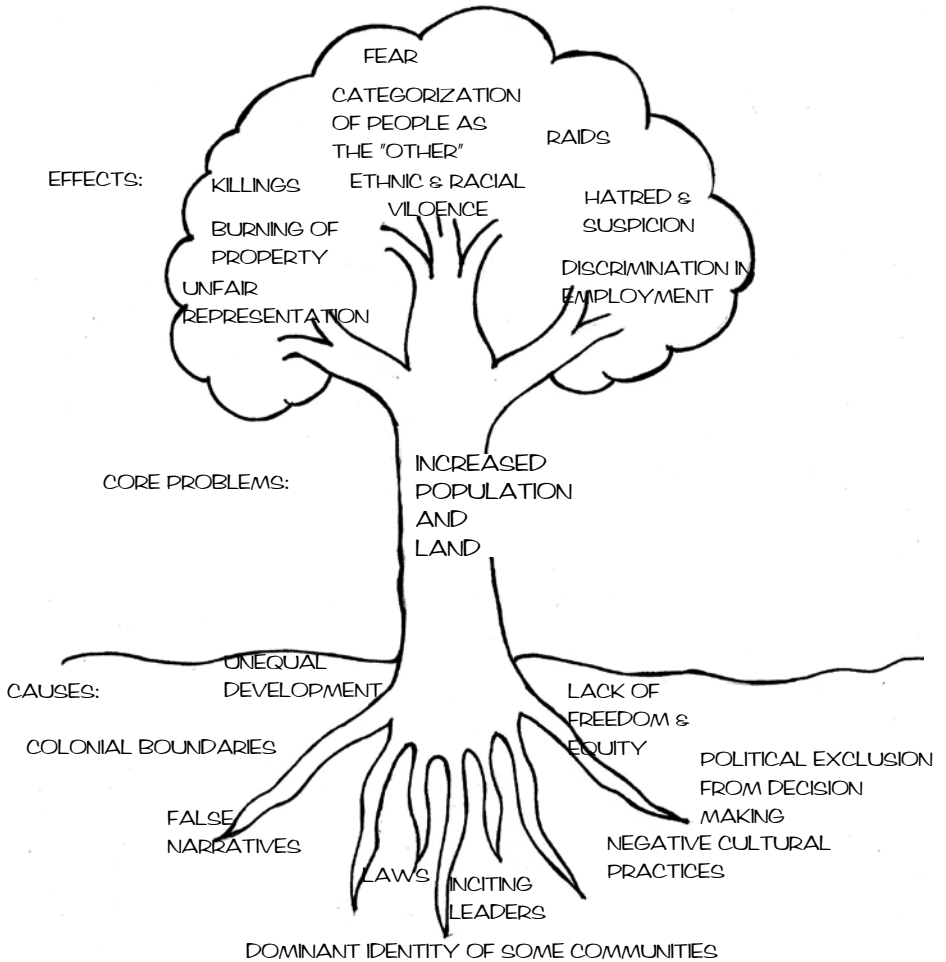 FEAR
CATEGORIZATION
OF PEOPLE AS
THE "OTHER"
RAIDS
EFFECTS:
KILLINGS
ETHNIC & RACIAL
VILOENCE
HATRED &
SUSPICION
BURNING OF
PROPERTY
DISCRIMINATION IN
EMPLOYMENT
UNFAIR
REPRESENTATION
CORE PROBLEMS:
INCREASED
POPULATION
AND
LAND
CAUSES:
UNEQUAL
DEVELOPMENT
LACK OF
FREEDOM &
EQUITY
COLONIAL BOUNDARIES
POLITICAL EXCLUSION
FROM DECISION
MAKING
FALSE
NARRATIVES
NEGATIVE CULTURAL
PRACTICES
LAWS
INCITING
LEADERS
DOMINANT IDENTITY OF SOME COMMUNITIES